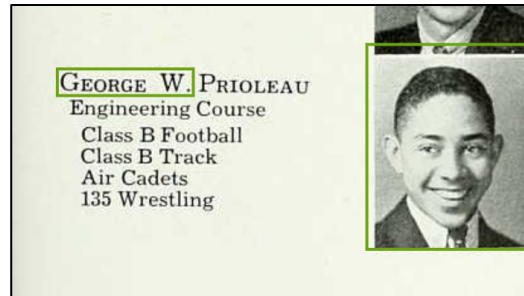 GEORGE W. PRIOLEAU
Engineering Course
Class B Football
Class B Track
Air Cadets
135 Wrestling